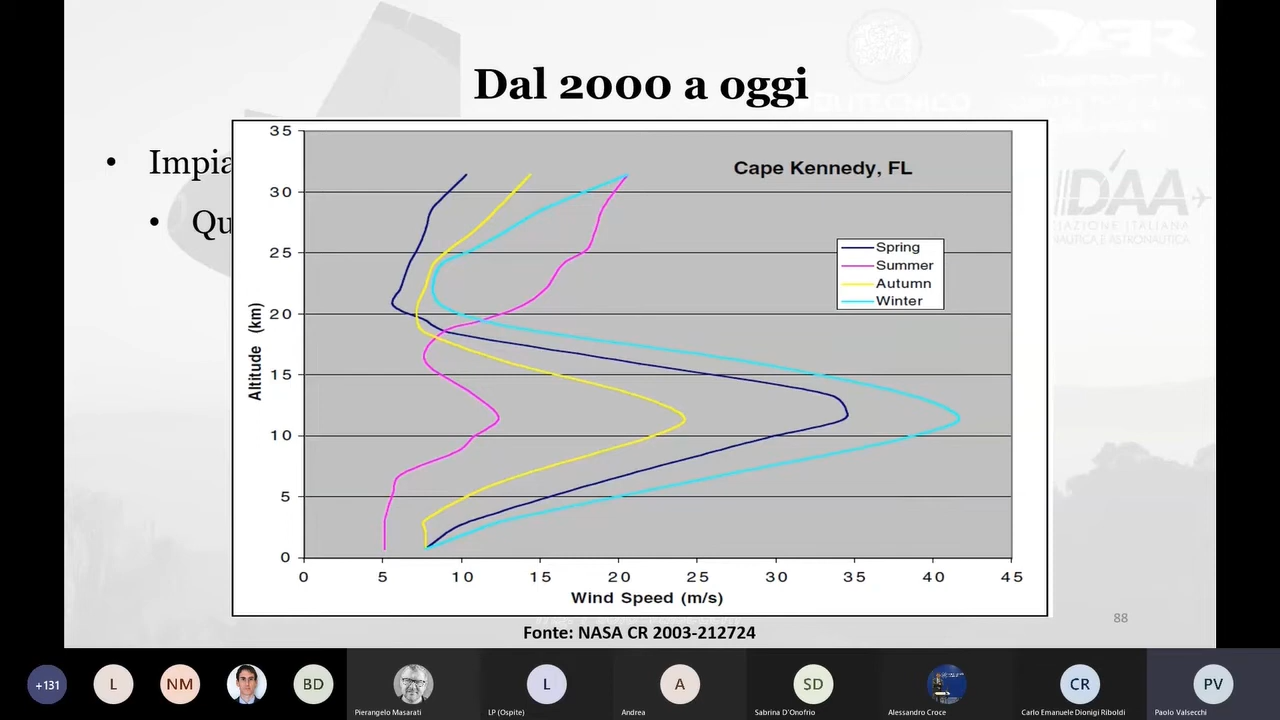 Dal 2000 a oggi
• Impia
• Qu
Cape Kennedy, FL
Spring
Summer
Autumn
Winter
Altitude (km)
35
30
25
20
15
10
5
0
0 5 10 15 20 25 30 35 40 45
Wind Speed (m/s)
Fonte: NASA CR 2003-212724
88
IDAA
+131
L
NM
BD
L
A
SD
CR
PV
Pierangelo Masarati
LP (Ospite)
Andrea
Sabrina D'Onofrio
Alessandro Croce
Carlo Emanuele Dionigi Riboldi
Paolo Valsecchi